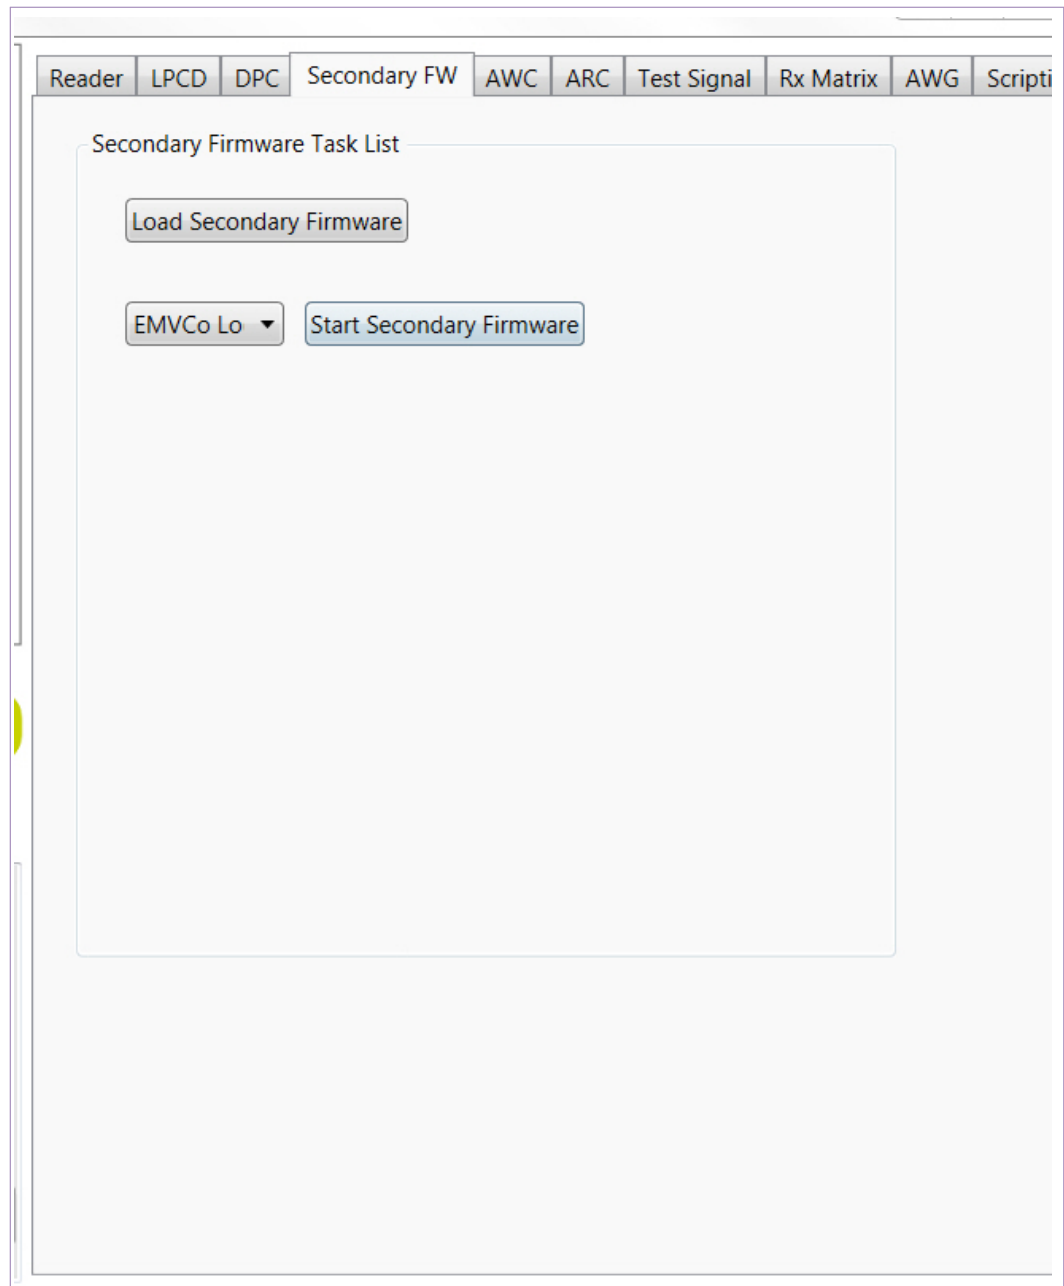 Reader LPCD DPC Secondary FW AWC ARC Test Signal Rx Matrix AWG Scripti
Secondary Firmware Task List
Load Secondary Firmware
EMVCo Lo Start Secondary Firmware